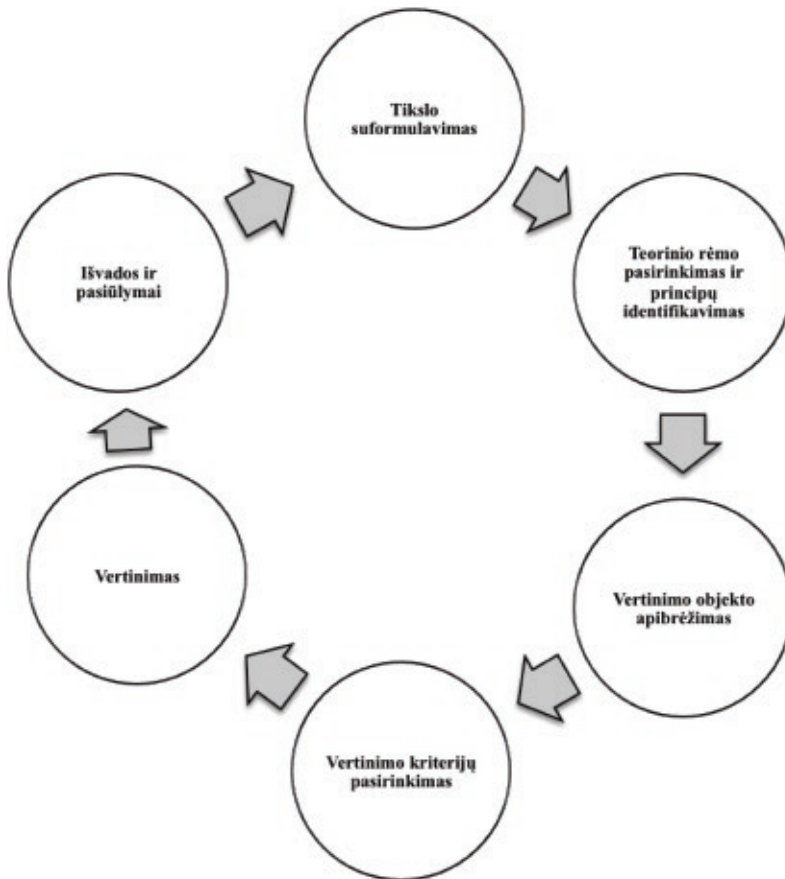 Tikslo
suformulavimas
Teorinio rėmo
pasirinkimas ir
principų
identifikavimas
Vertinimo objekto
apibrėžimas
Vertinimo kriterijų
pasirinkimas
Vertinimas
Išvados ir
pasiūlymai